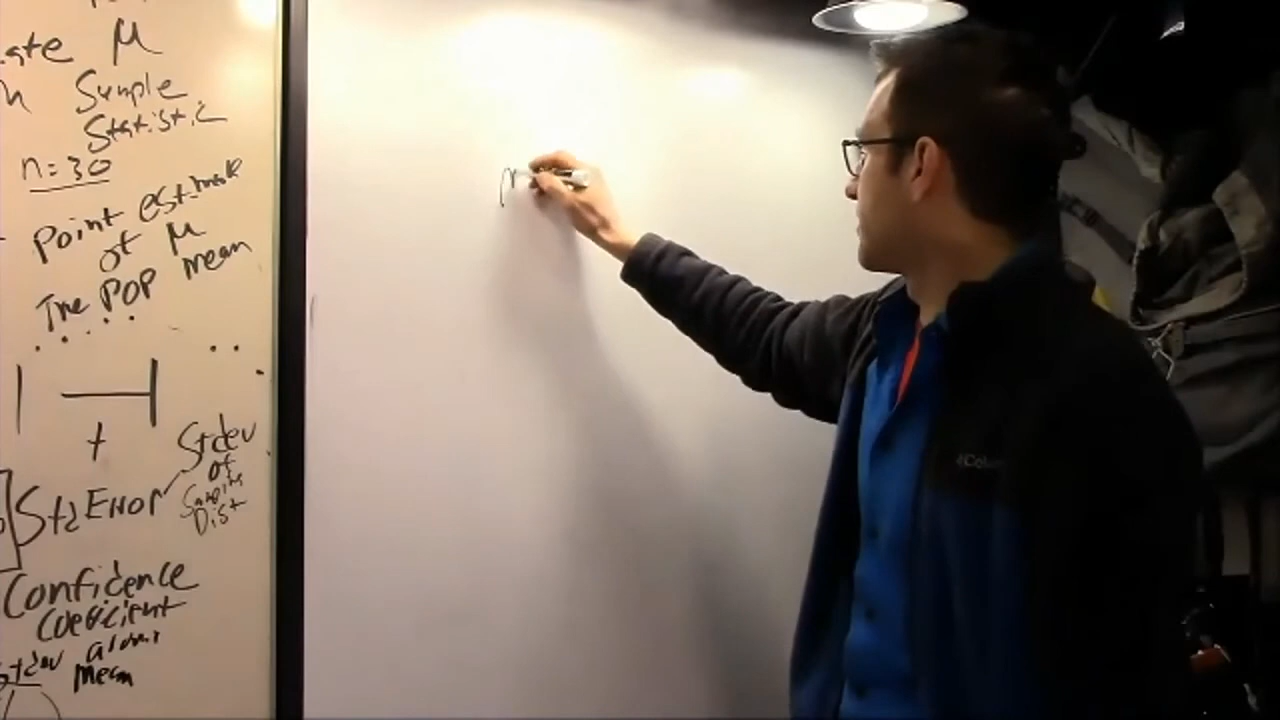 ate μ
Sample
Statistic
n=30
Point estimate
of μ
The POP mean
+
Std Error
Stdev
of
Sampling
Dist
Confidence
Coefficient
Stdev
mean